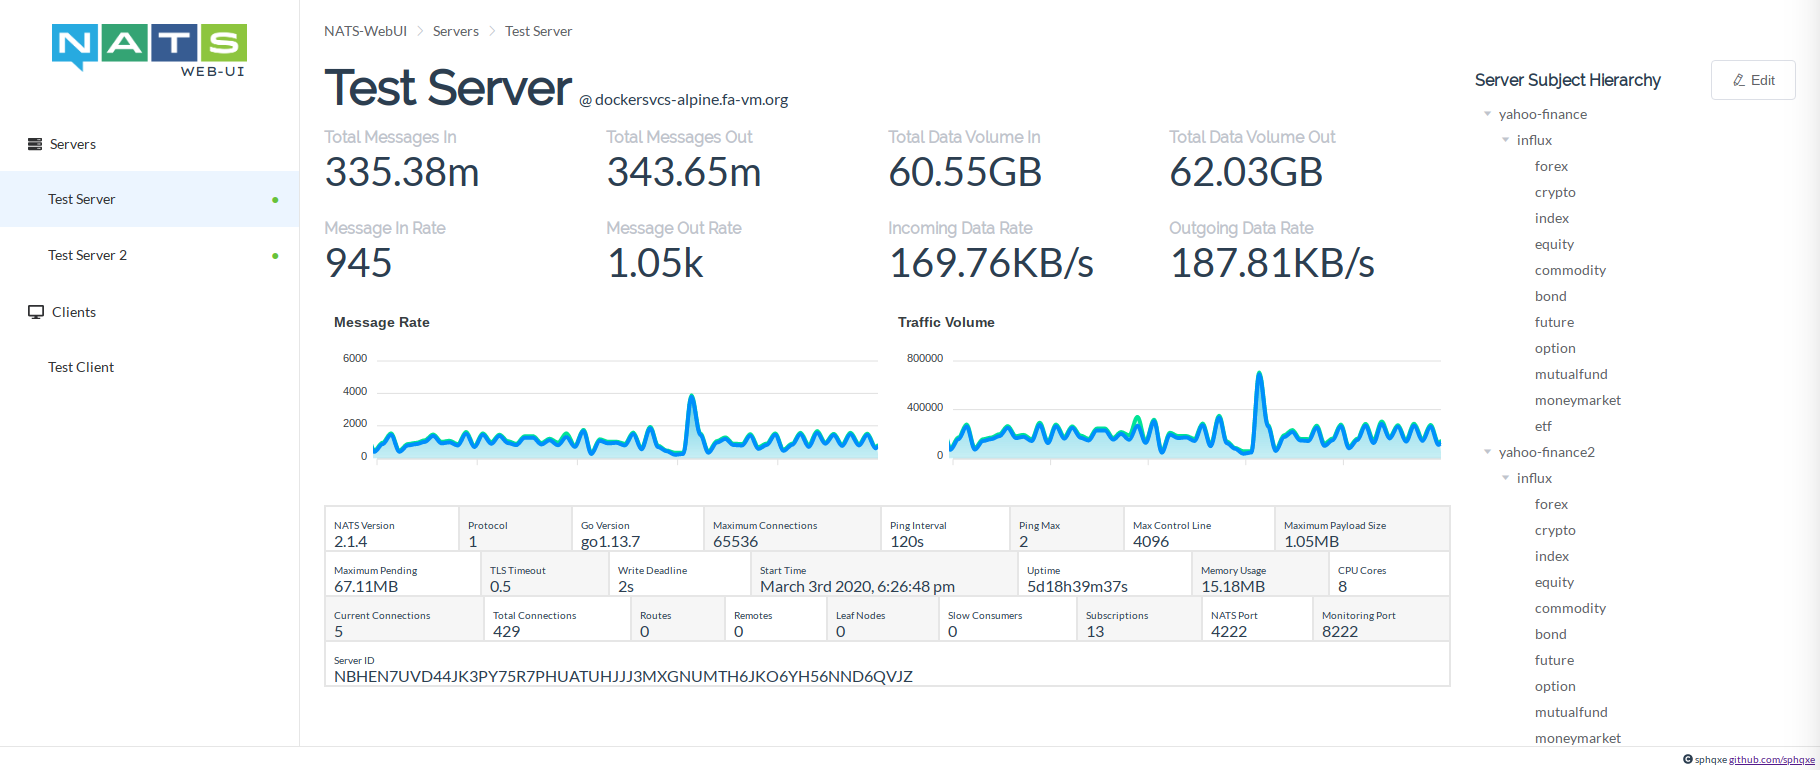 NATS
WEB-UI
Servers
Test Server
Test Server 2
Clients
Test Client
NATS-WebUI > Servers > Test Server
Test Server @ dockersvcs-alpine.fa-vm.org
Total Messages In
335.38m
Total Messages Out
343.65m
Total Data Volume In
60.55GB
Total Data Volume Out
62.03GB
Message In Rate
945
Message Out Rate
1.05k
Incoming Data Rate
169.76KB/s
Outgoing Data Rate
187.81KB/s
Message Rate
6000
4000
2000
0
Traffic Volume
800000
400000
0
NATS Version
2.1.4
Protocol
1
Go Version
go1.13.7
Maximum Connections
65536
Ping Interval
120s
Ping Max
2
Max Control Line
4096
Maximum Payload Size
1.05MB
Maximum Pending
67.11MB
TLS Timeout
0.5
Write Deadline
2s
Start Time
March 3rd 2020, 6:26:48 pm
Uptime
5d18h39m37s
Memory Usage
15.18MB
CPU Cores
8
Current Connections
5
Total Connections
429
Routes
0
Remotes
0
Leaf Nodes
0
Slow Consumers
0
Subscriptions
13
NATS Port
4222
Monitoring Port
8222
Server ID
NBHEN7UVD44JK3PY75R7PHUATUHJJJ3MXGNUMTH6JKO6YH56NND6QVJZ
Server Subject Hierarchy
Edit
yahoo-finance
influx
forex
crypto
index
equity
commodity
bond
future
option
mutualfund
moneymarket
etf
yahoo-finance2
influx
forex
crypto
index
equity
commodity
bond
future
option
mutualfund
moneymarket
© sphqxe github.com/sphqxe